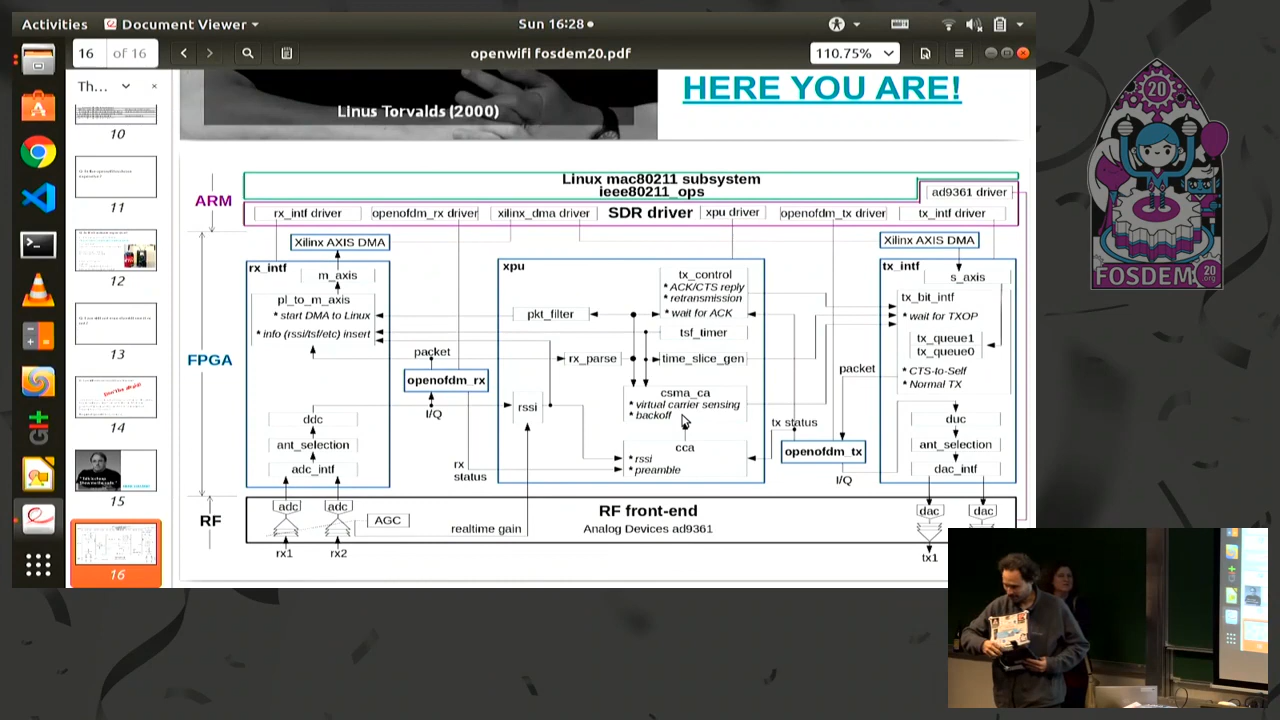 Activities
Document Viewer
Sun 16:28
16
of 16
openwifi fosdem20.pdf
110.75%
Th...
10
11
12
13
14
15
16
Linus Torvalds (2000)
HERE YOU ARE!
ARM
Linux mac80211 subsystem
ieee80211_ops
ad9361 driver
rx_intf driver
openofdm_rx driver
xilinx_dma driver
SDR driver
xpu driver
openofdm_tx driver
tx_intf driver
FPGA
Xilinx AXIS DMA
rx_intf
m_axis
pl_to_m_axis
* start DMA to Linux
* info (rssi/tsf/etc) insert
ddc
ant_selection
adc_intf
packet
openofdm_rx
I/Q
rx
status
xpu
pkt_filter
rx_parse
rssi
tx_control
* ACK/CTS reply
* retransmission
* wait for ACK
tsf_timer
time_slice_gen
csma_ca
* virtual carrier sensing
* backoff
cca
* rssi
* preamble
tx status
packet
openofdm_tx
I/Q
Xilinx AXIS DMA
tx_intf
s_axis
tx_bit_intf
* wait for TXOP
tx_queue1
tx_queue0
* CTS-to-Self
* Normal TX
duc
ant_selection
dac_intf
RF
adc
adc
AGC
realtime gain
RF front-end
Analog Devices ad9361
dac
dac
rx1
rx2
tx1
20
FOSDEM
20
.org